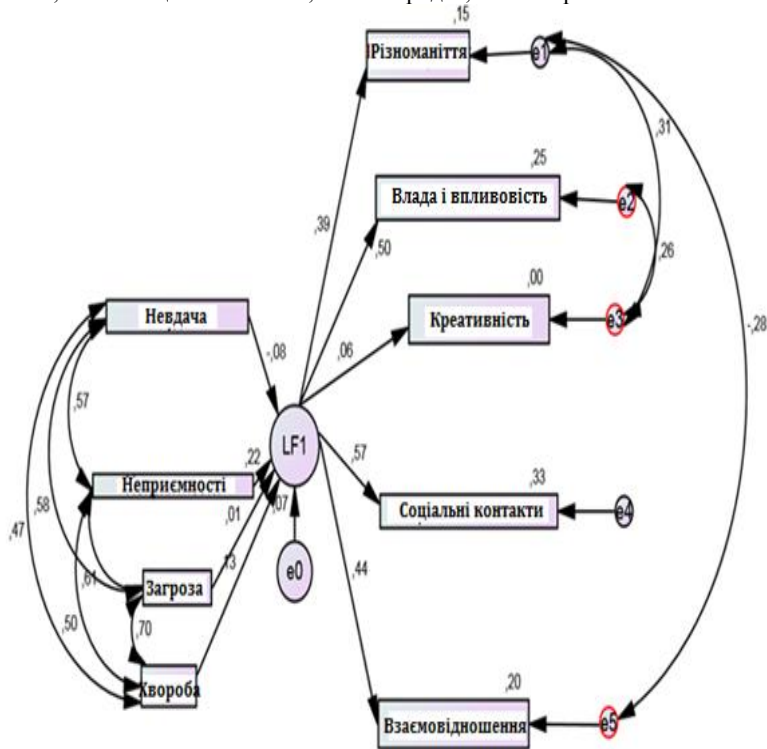 ,15
Різноманіття
e1
,31
,25
Влада і впливовість
e2
,39
,50
,26
,00
Креативність
e3
Невдача
-,08
,06
-,28
,57
LF1
,57
,33
,22
Неприємності
Соціальні контакти
e4
,58
,01
,07
,47
,44
e0
,13
,61
Загроза
,50
,70
Хвороба
,20
Взаємовідношення
e5